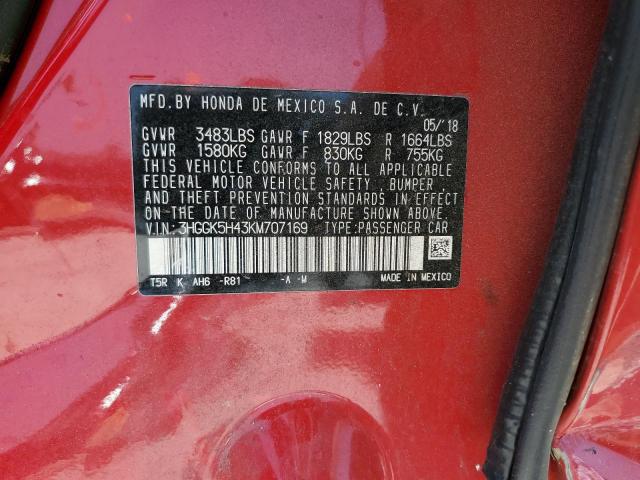 MFD. BY HONDA DE MEXICO S.A. DE C.V.
05/'18
GVWR 3483LBS GAWR F 1829LBS R 1664LBS
GVWR 1580KG GAWR F 830KG R 755KG
THIS VEHICLE CONFORMS TO ALL APPLICABLE
FEDERAL MOTOR VEHICLE SAFETY, BUMPER,
AND THEFT PREVENTION STANDARDS IN EFFECT
ON THE DATE OF MANUFACTURE SHOWN ABOVE.
V.I.N: 3HGGK5H43KM707169 TYPE:PASSENGER CAR
T5R K AH6 -R81 -A -M MADE IN MEXICO